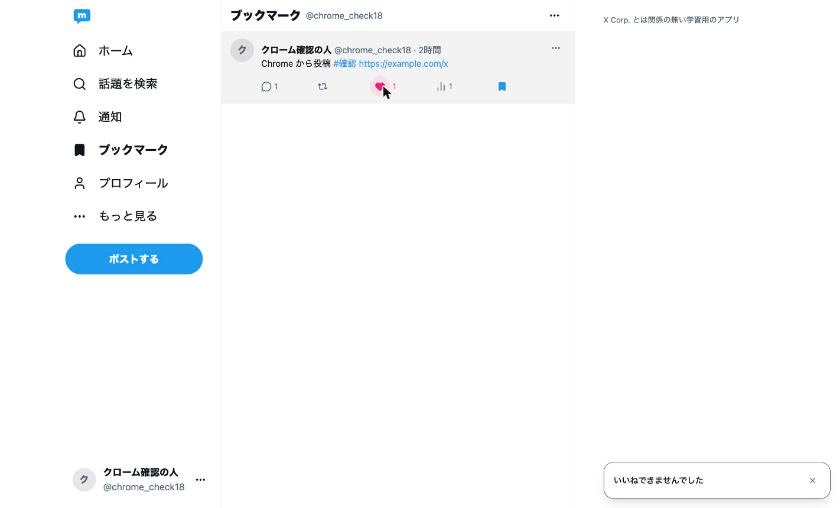 m
ホーム
話題を検索
通知
ブックマーク
プロフィール
もっと見る
ポストする
ク
クローム確認の人
@chrome_check18
ブックマーク @chrome_check18
ク
クローム確認の人 @chrome_check18 · 2時間
Chrome から投稿 #確認 https://example.com/x
1 1 1
X Corp. とは関係の無い学習用のアプリ
いいねできませんでした